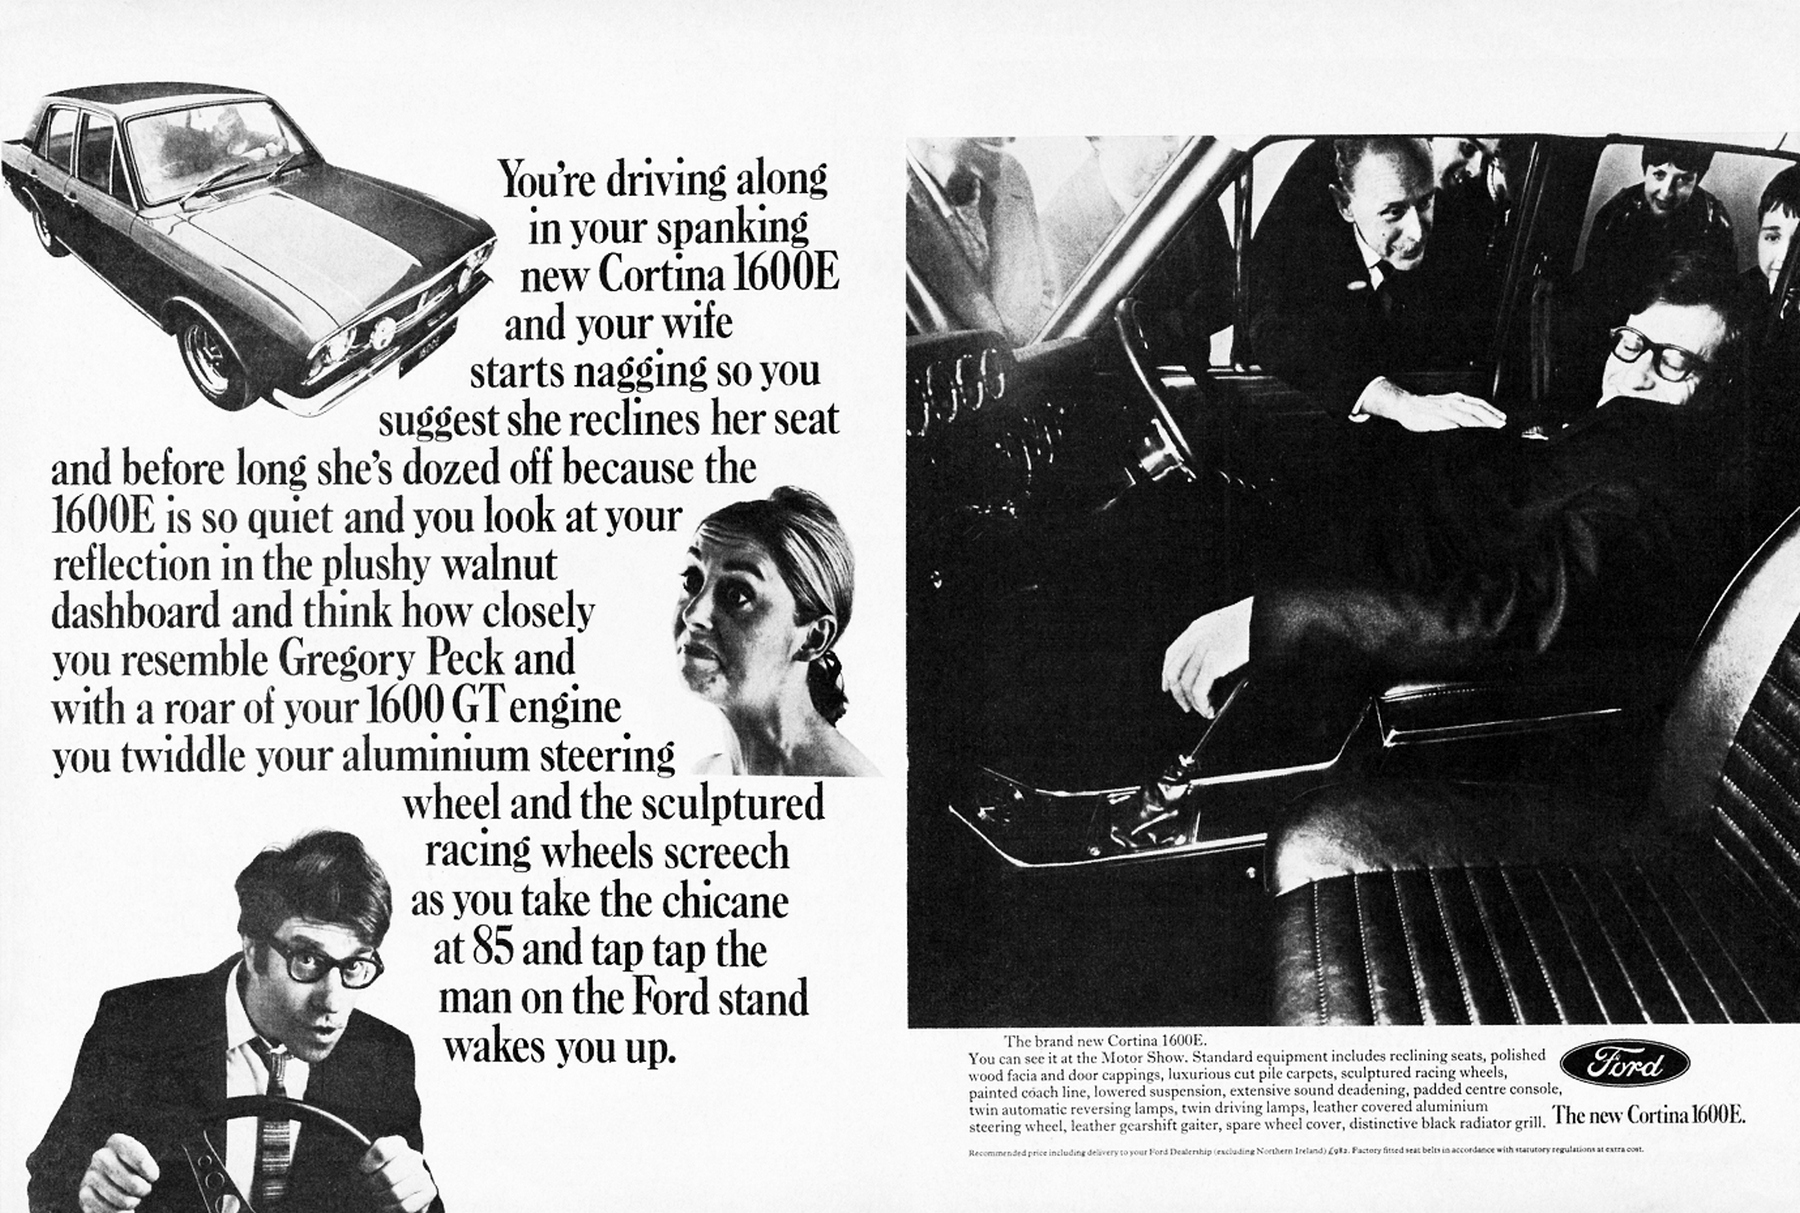 You're driving along
in your spanking
new Cortina 1600E
and your wife
starts nagging so you
suggest she reclines her seat
and before long she's dozed off because the
1600E is so quiet and you look at your
reflection in the plushy walnut
dashboard and think how closely
you resemble Gregory Peck and
with a roar of your 1600 GT engine
you twiddle your aluminium steering
wheel and the sculptured
racing wheels screech
as you take the chicane
at 85 and tap tap the
man on the Ford stand
wakes you up.
The brand new Cortina 1600E.
You can see it at the Motor Show. Standard equipment includes reclining seats, polished
wood facia and door cappings, luxurious cut pile carpets, sculptured racing wheels,
painted coach line, lowered suspension, extensive sound deadening, padded centre console,
twin automatic reversing lamps, twin driving lamps, leather covered aluminium
steering wheel, leather gearshift gaiter, spare wheel cover, distinctive black radiator grill.
Ford
The new Cortina 1600E.
Recommended price including delivery to your Ford Dealership (excluding Northern Ireland) £982. Factory fitted seat belts in accordance with statutory regulations at extra cost.